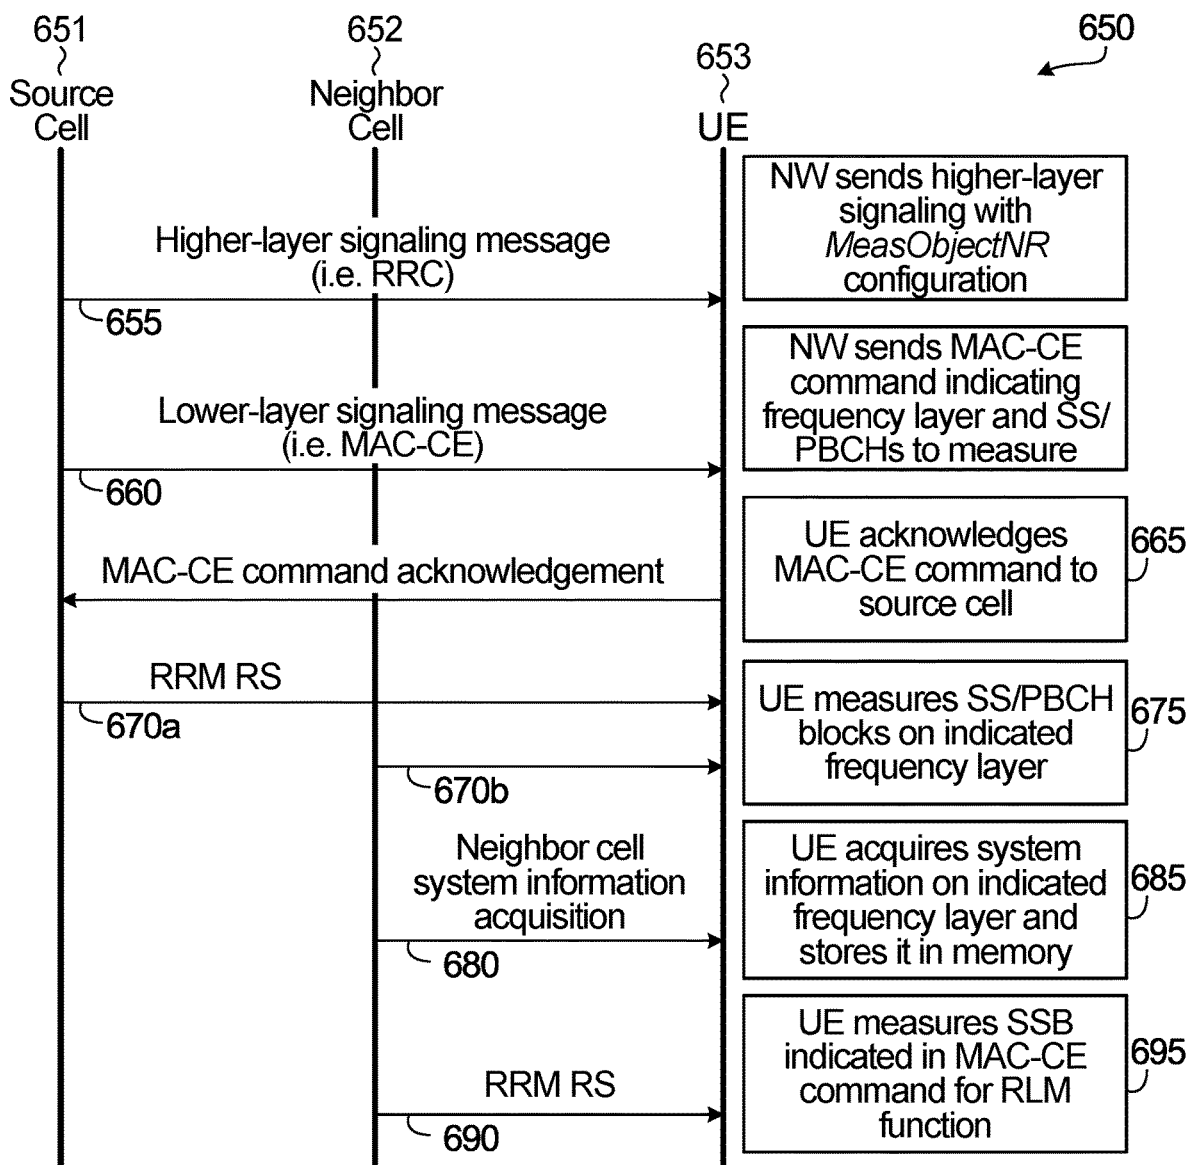 651
652
653
650
Source
Cell
Neighbor
Cell
UE
NW sends higher-layer
signaling with
MeasObjectNR
configuration
Higher-layer signaling message
(i.e. RRC)
655
NW sends MAC-CE
command indicating
frequency layer and SS/
PBCHs to measure
Lower-layer signaling message
(i.e. MAC-CE)
660
UE acknowledges
MAC-CE command to
source cell
665
MAC-CE command acknowledgement
RRM RS
670a
670b
UE measures SS/PBCH
blocks on indicated
frequency layer
675
Neighbor cell
system information
acquisition
680
UE acquires system
information on indicated
frequency layer and
stores it in memory
685
RRM RS
690
UE measures SSB
indicated in MAC-CE
command for RLM
function
695